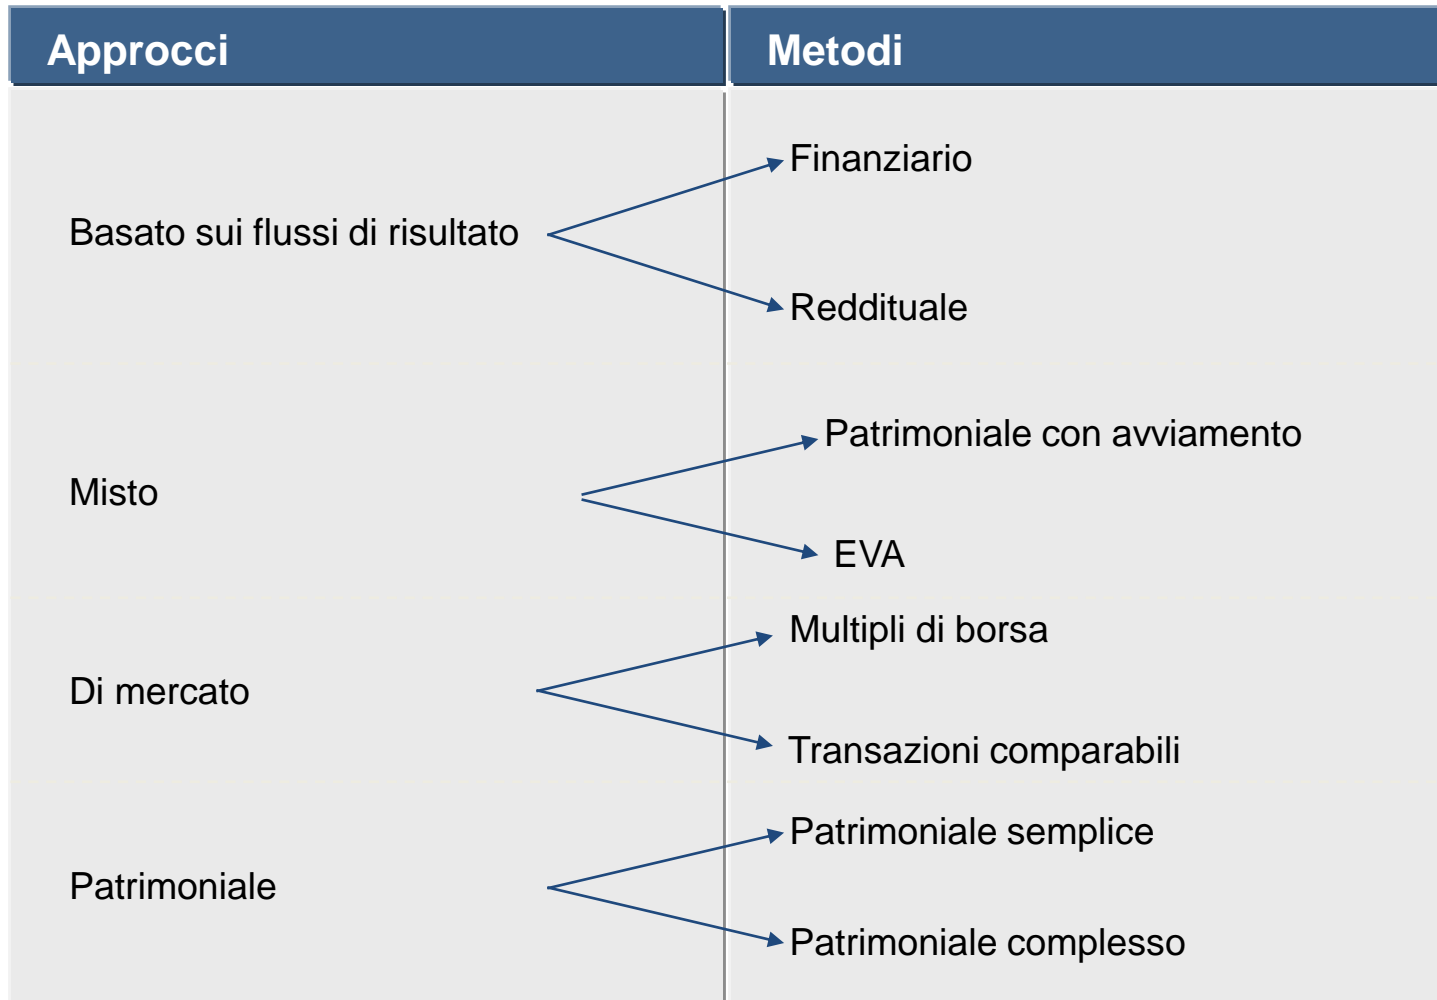 Approcci
Metodi
Basato sui flussi di risultato
Finanziario
Reddituale
Misto
Patrimoniale con avviamento
EVA
Di mercato
Multipli di borsa
Transazioni comparabili
Patrimoniale
Patrimoniale semplice
Patrimoniale complesso